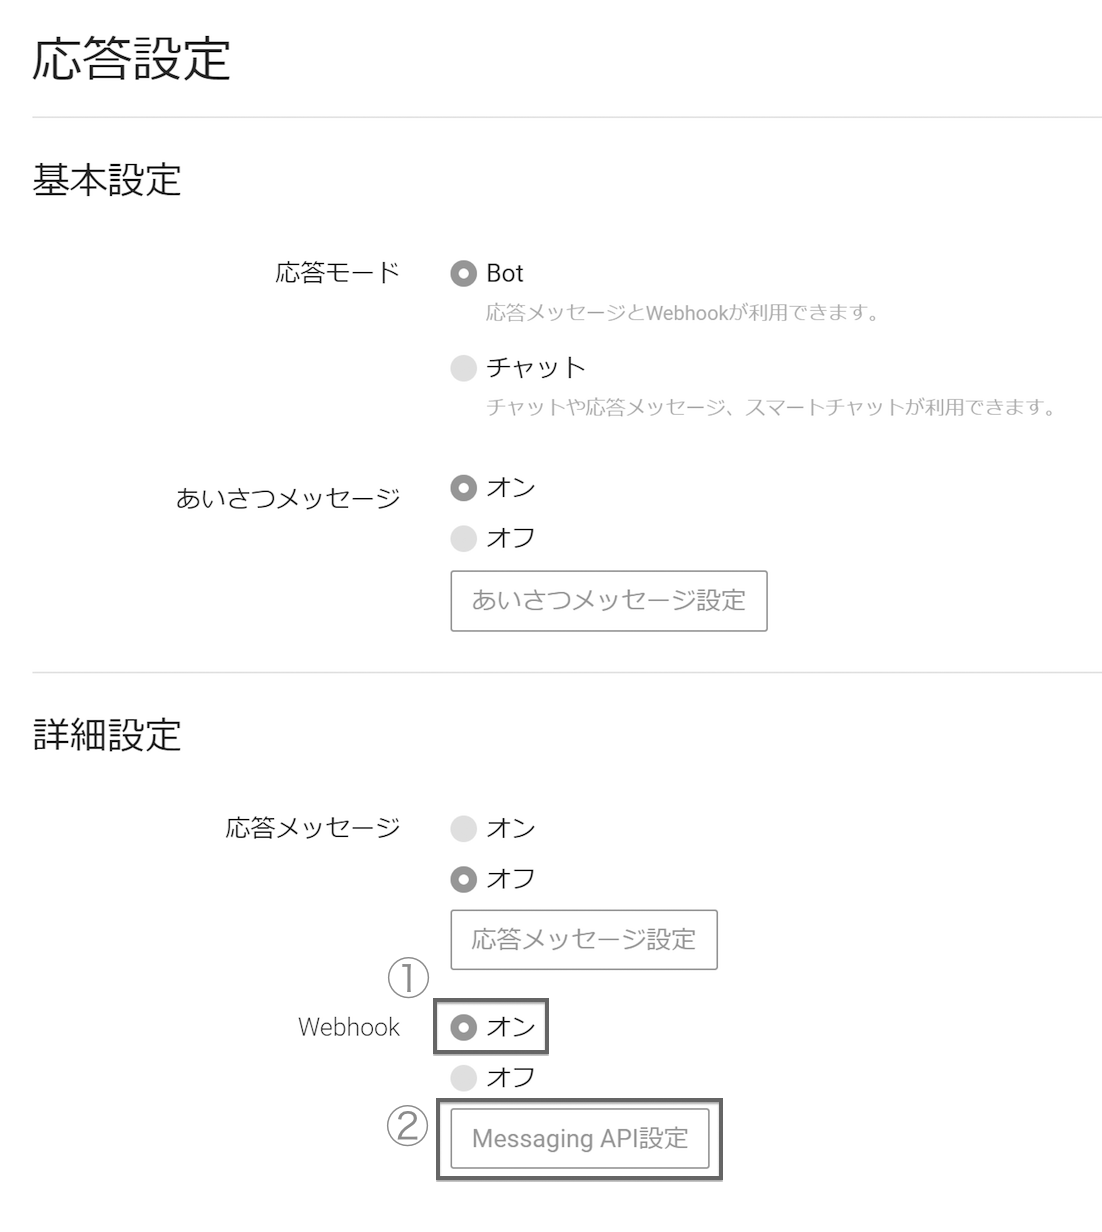 応答設定
基本設定
応答モード
Bot
応答メッセージとWebhookが利用できます。
チャット
チャットや応答メッセージ、スマートチャットが利用できます。
あいさつメッセージ
オン
オフ
あいさつメッセージ設定
詳細設定
応答メッセージ
オン
オフ
応答メッセージ設定
①
Webhook
オン
オフ
②
Messaging API設定